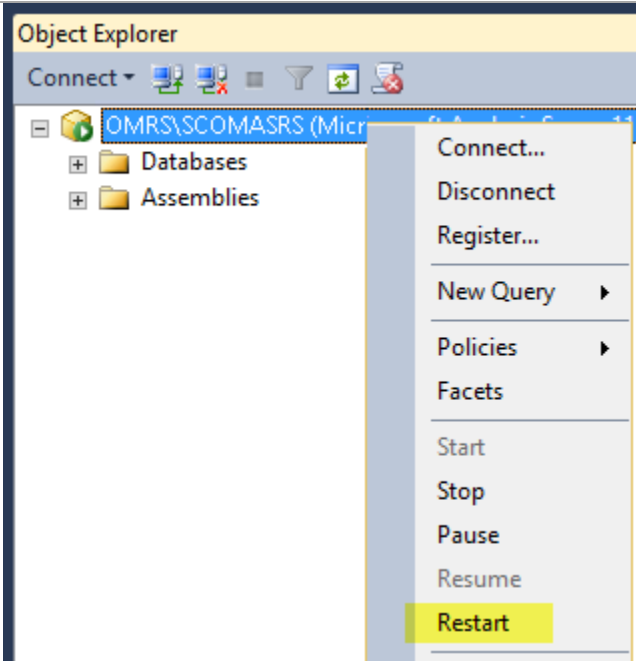 Object Explorer
Connect
OMRS\SCOMASRS (Micr
Databases
Assemblies
Connect...
Disconnect
Register...
New Query
Policies
Facets
Start
Stop
Pause
Resume
Restart